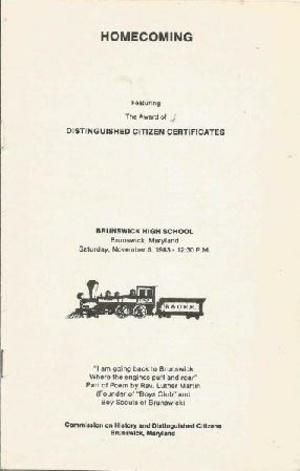 HOMECOMING
Featuring
The Award of
DISTINGUISHED CITIZEN CERTIFICATES
BRUNSWICK HIGH SCHOOL
Brunswick, Maryland
Saturday, November 5, 1983 - 12:30 P.M.
B & O R.R.
"I am going back to Brunswick
Where the engines puff and roar"
Part of Poem by Rev. Luther Martin
(Founder of "Boys Club" and
Boy Scouts of Brunswick)
Commission on History and Distinguished Citizens
Brunswick, Maryland